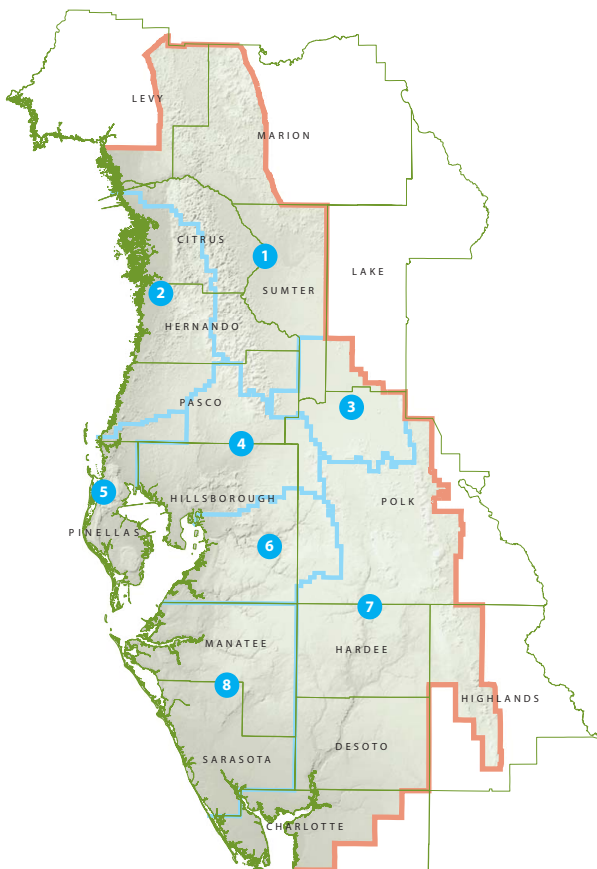 LEVY
MARION
CITRUS
1
LAKE
2
SUMTER
HERNANDO
PASCO
3
4
5
HILLSBOROUGH
POLK
PINELLAS
6
7
MANATEE
HARDEE
8
HIGHLANDS
DESOTO
SARASOTA
CHARLOTTE